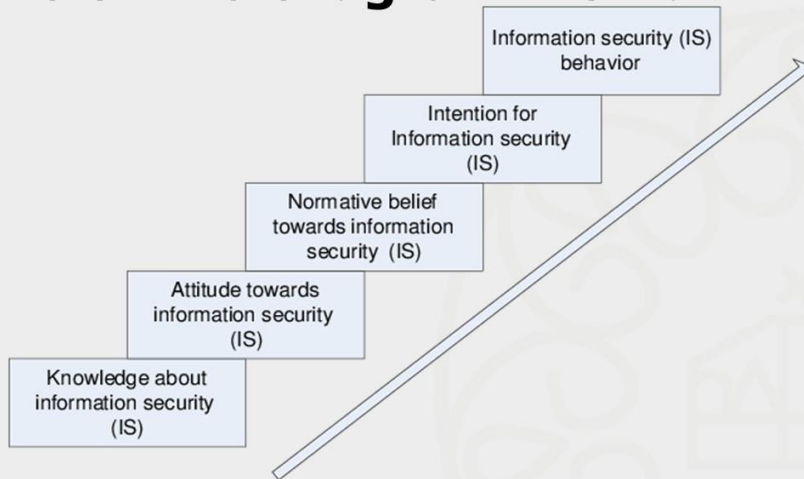 Information security (IS)
behavior
Intention for
Information security
(IS)
Normative belief
towards information
security (IS)
Attitude towards
information security
(IS)
Knowledge about
information security
(IS)